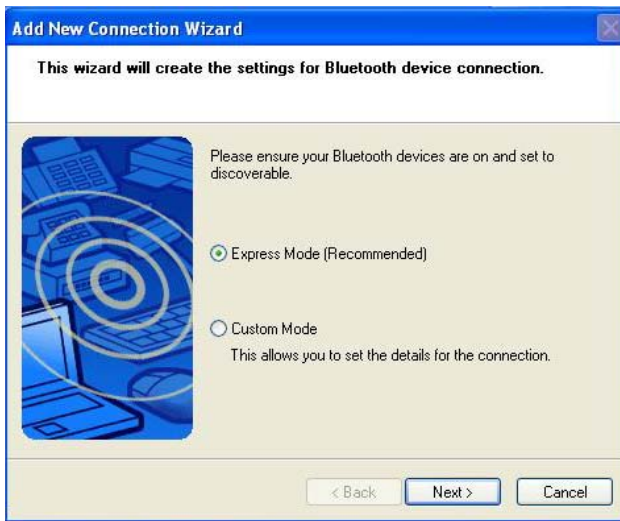 Add New Connection Wizard
This wizard will create the settings for Bluetooth device connection.
Please ensure your Bluetooth devices are on and set to
discoverable.
Express Mode (Recommended)
Custom Mode
This allows you to set the details for the connection.
< Back Next > Cancel